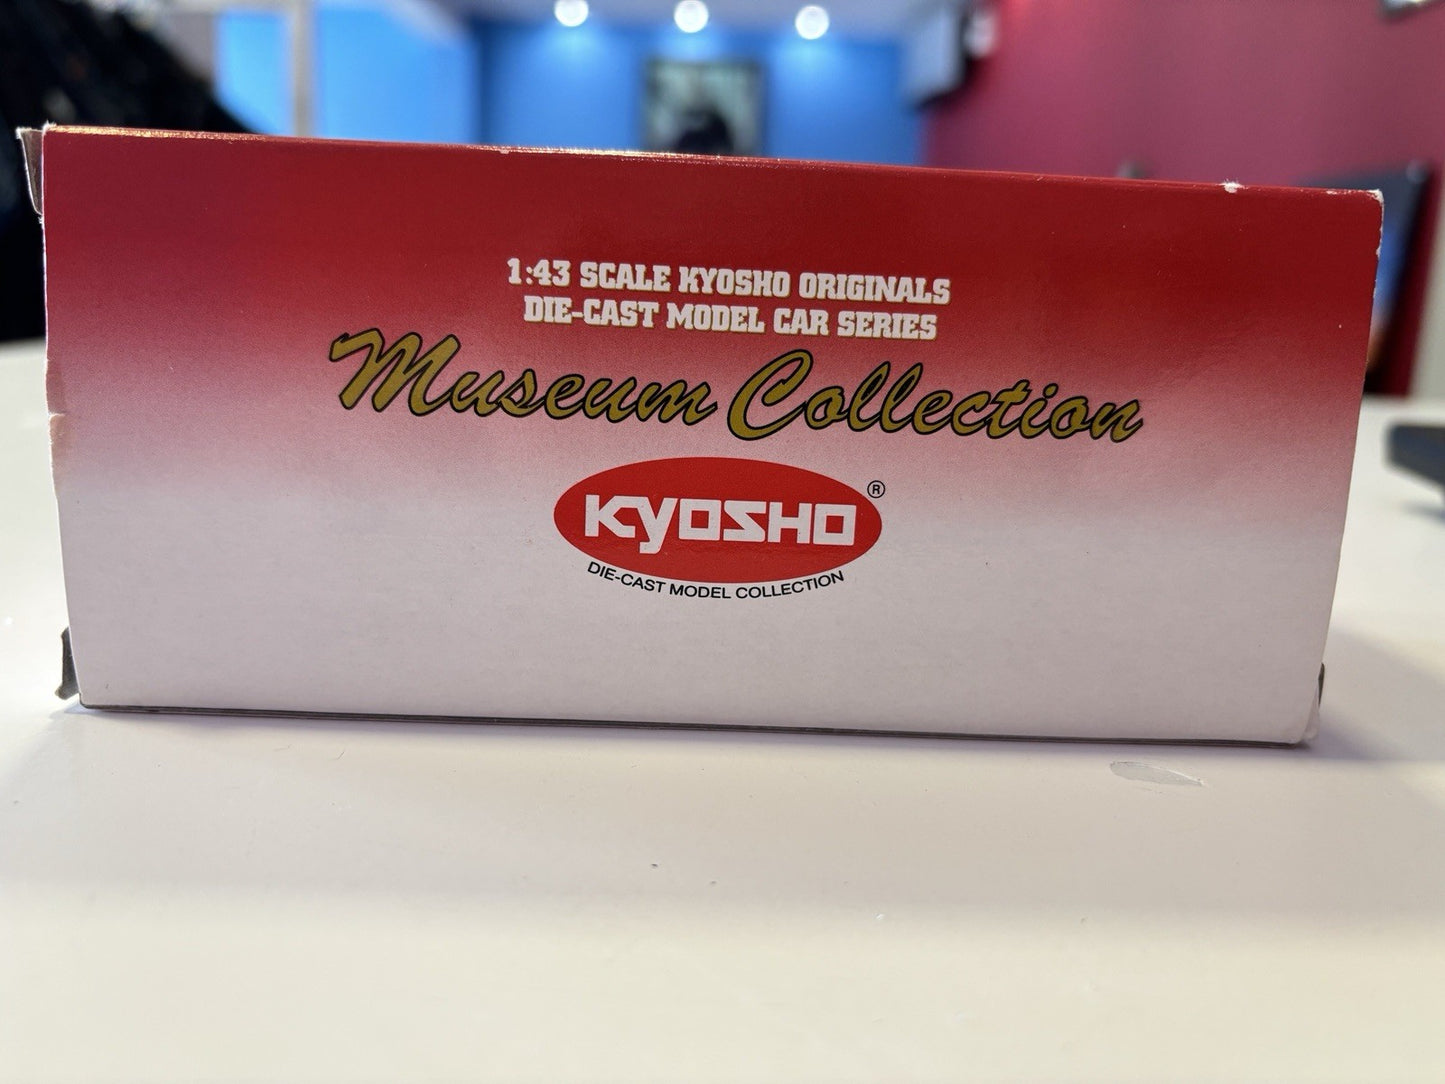 1:43 SCALE KYOSHO ORIGINALS
DIE-CAST MODEL CAR SERIES
Museum Collection
KYOSHO ®
DIE-CAST MODEL COLLECTION